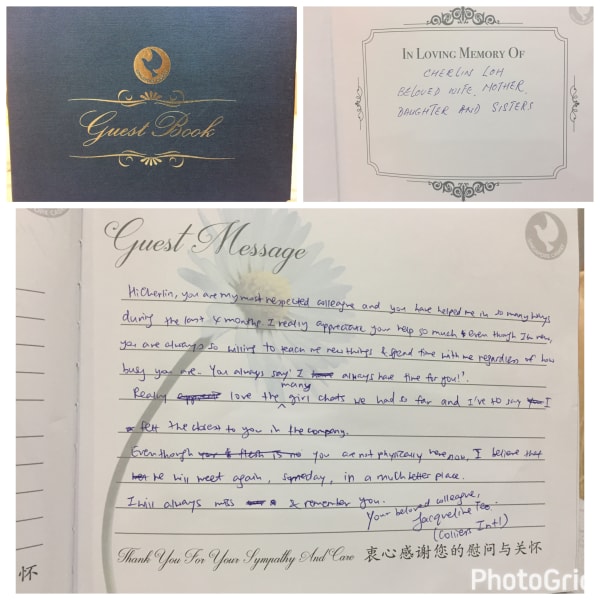 Guest Book
IN LOVING MEMORY OF
CHERLIN LOH
BELOVED WIFE, MOTHER,
DAUGHTER AND SISTERS
Guest Message
Hi Cherlin, you are my most respected colleague and you have helped me in so many ways
during the last 4 months. I really appreciate your help so much & even though I'm new,
you are always so willing to teach me new things & spend time with me regardless of how
busy you are. You always say 'I always have time for you!'.
Really love the many girl chats we had so far and I've to say I
felt the closest to you in the company.
Even though you are not physically here now, I believe that
we will meet again, someday, in a much better place.
I will always miss & remember you.
Your beloved colleague,
Jacqueline Tee
(Colliers Int'l)
THANK YOU FOR YOUR SYMPATHY AND CARE 衷心感谢您的慰问与关怀
怀
PhotoGrid